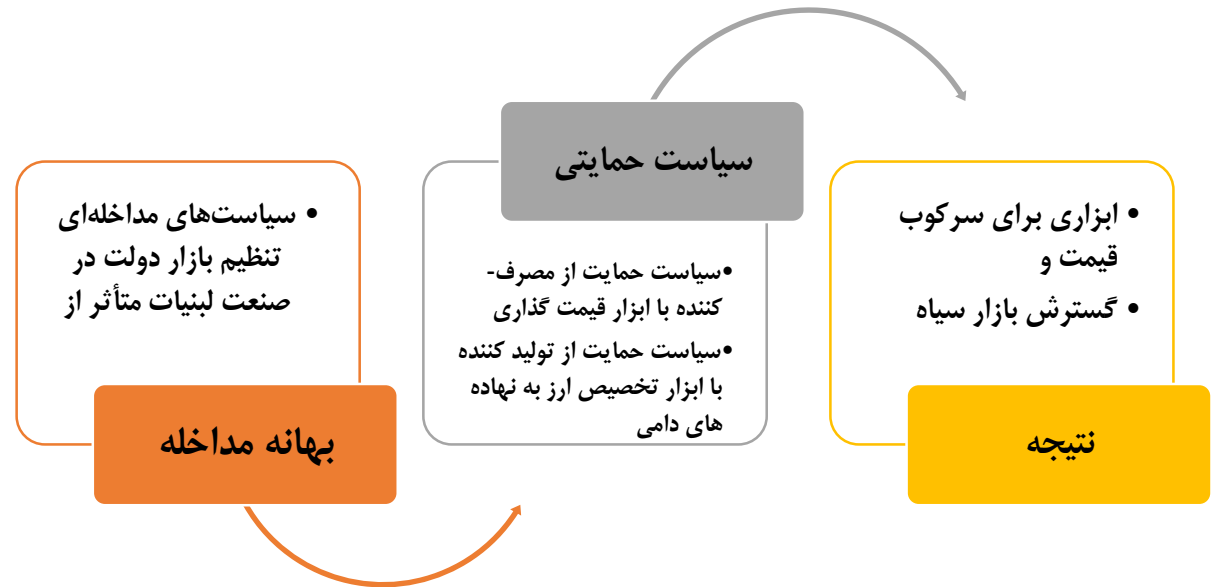 • سیاست‌های مداخله‌ای
تنظیم بازار دولت در
صنعت لبنیات متأثر از
بهانه مداخله
سیاست حمایتی
•سیاست حمایت از مصرف-
کننده با ابزار قیمت گذاری
•سیاست حمایت از تولید کننده
با ابزار تخصیص ارز به نهاده
های دامی
• ابزاری برای سرکوب
قیمت و
• گسترش بازار سیاه
نتیجه